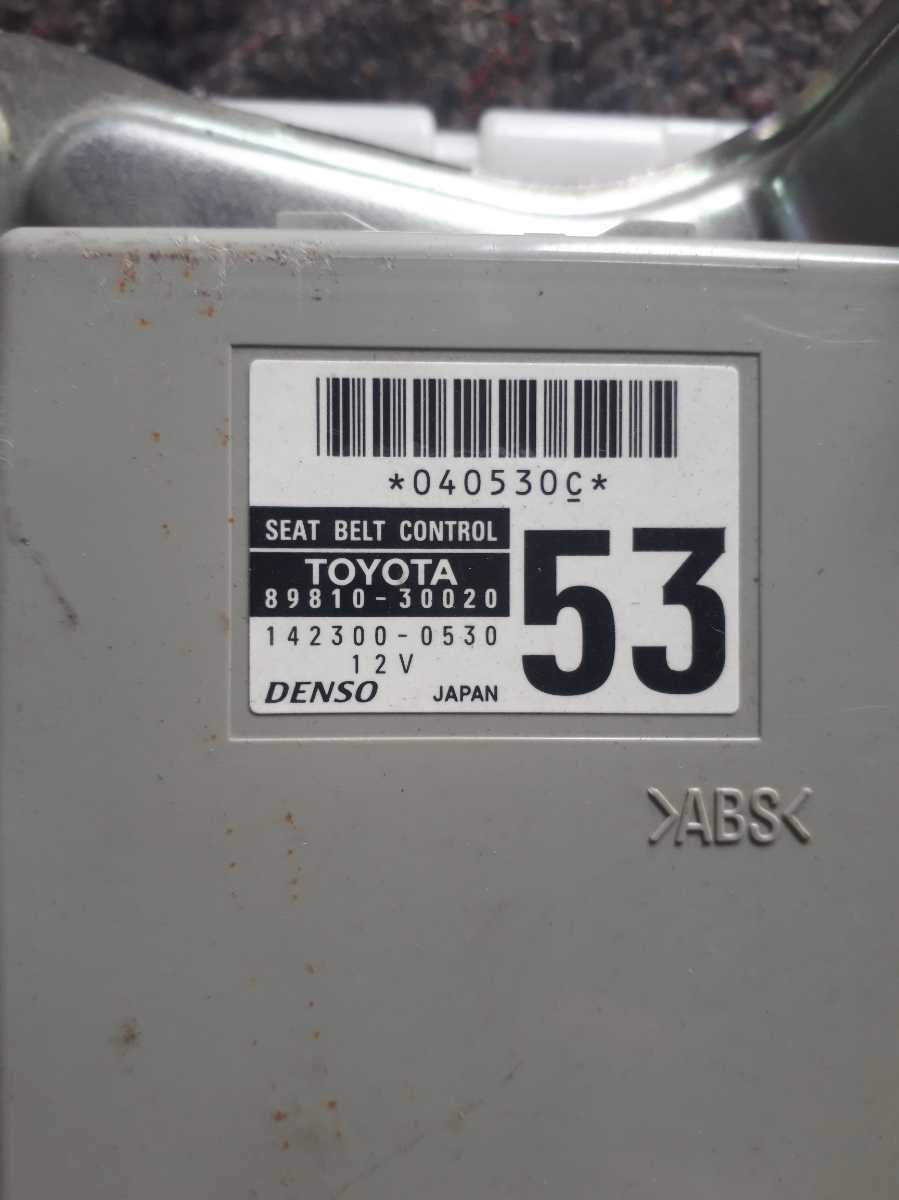 *040530C*
SEAT BELT CONTROL
TOYOTA
89810-30020
142300-0530
12V
DENSO JAPAN
53
>ABS<